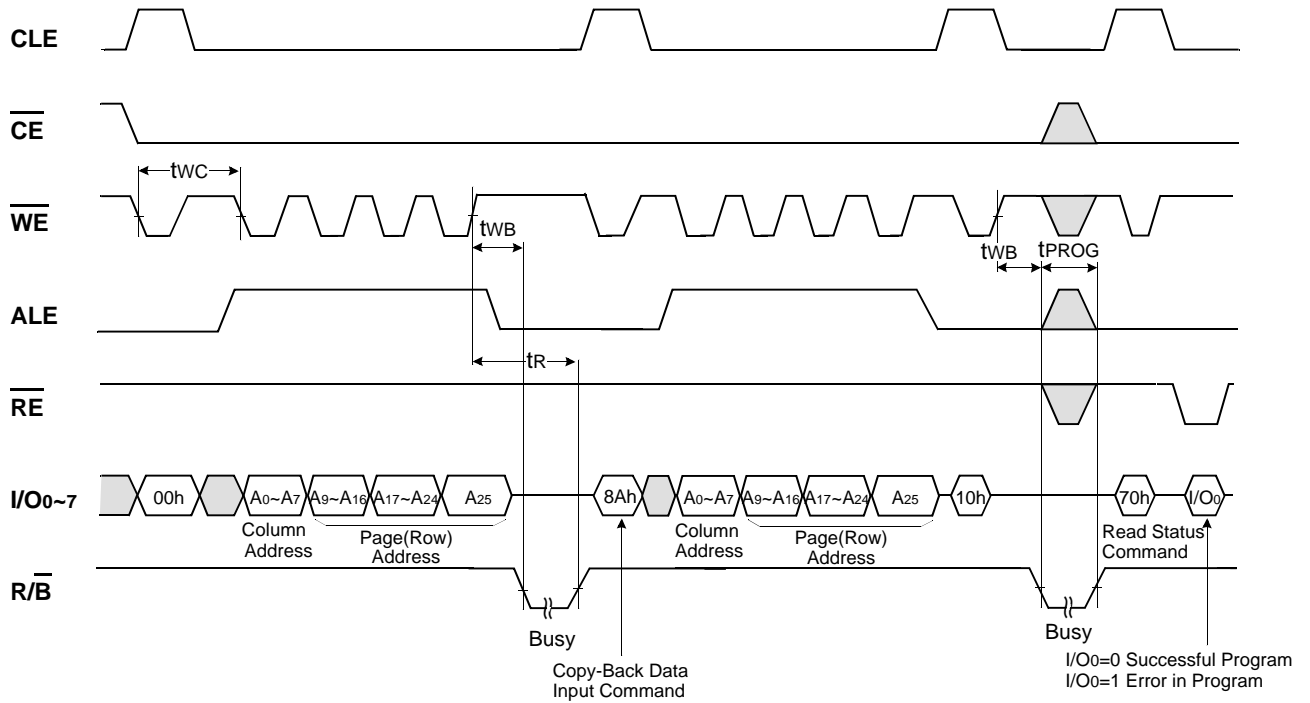 CLE
CE
tWC
WE
tWB
tWB
tPROG
ALE
tR
RE
I/O0~7
00h
A0~A7
A9~A16
A17~A24
A25
8Ah
A0~A7
A9~A16
A17~A24
A25
10h
70h
I/O0
Column
Address
Page(Row)
Address
Column
Address
Page(Row)
Address
Read Status
Command
R/B
Busy
Busy
Copy-Back Data
Input Command
I/O0=0 Successful Program
I/O0=1 Error in Program